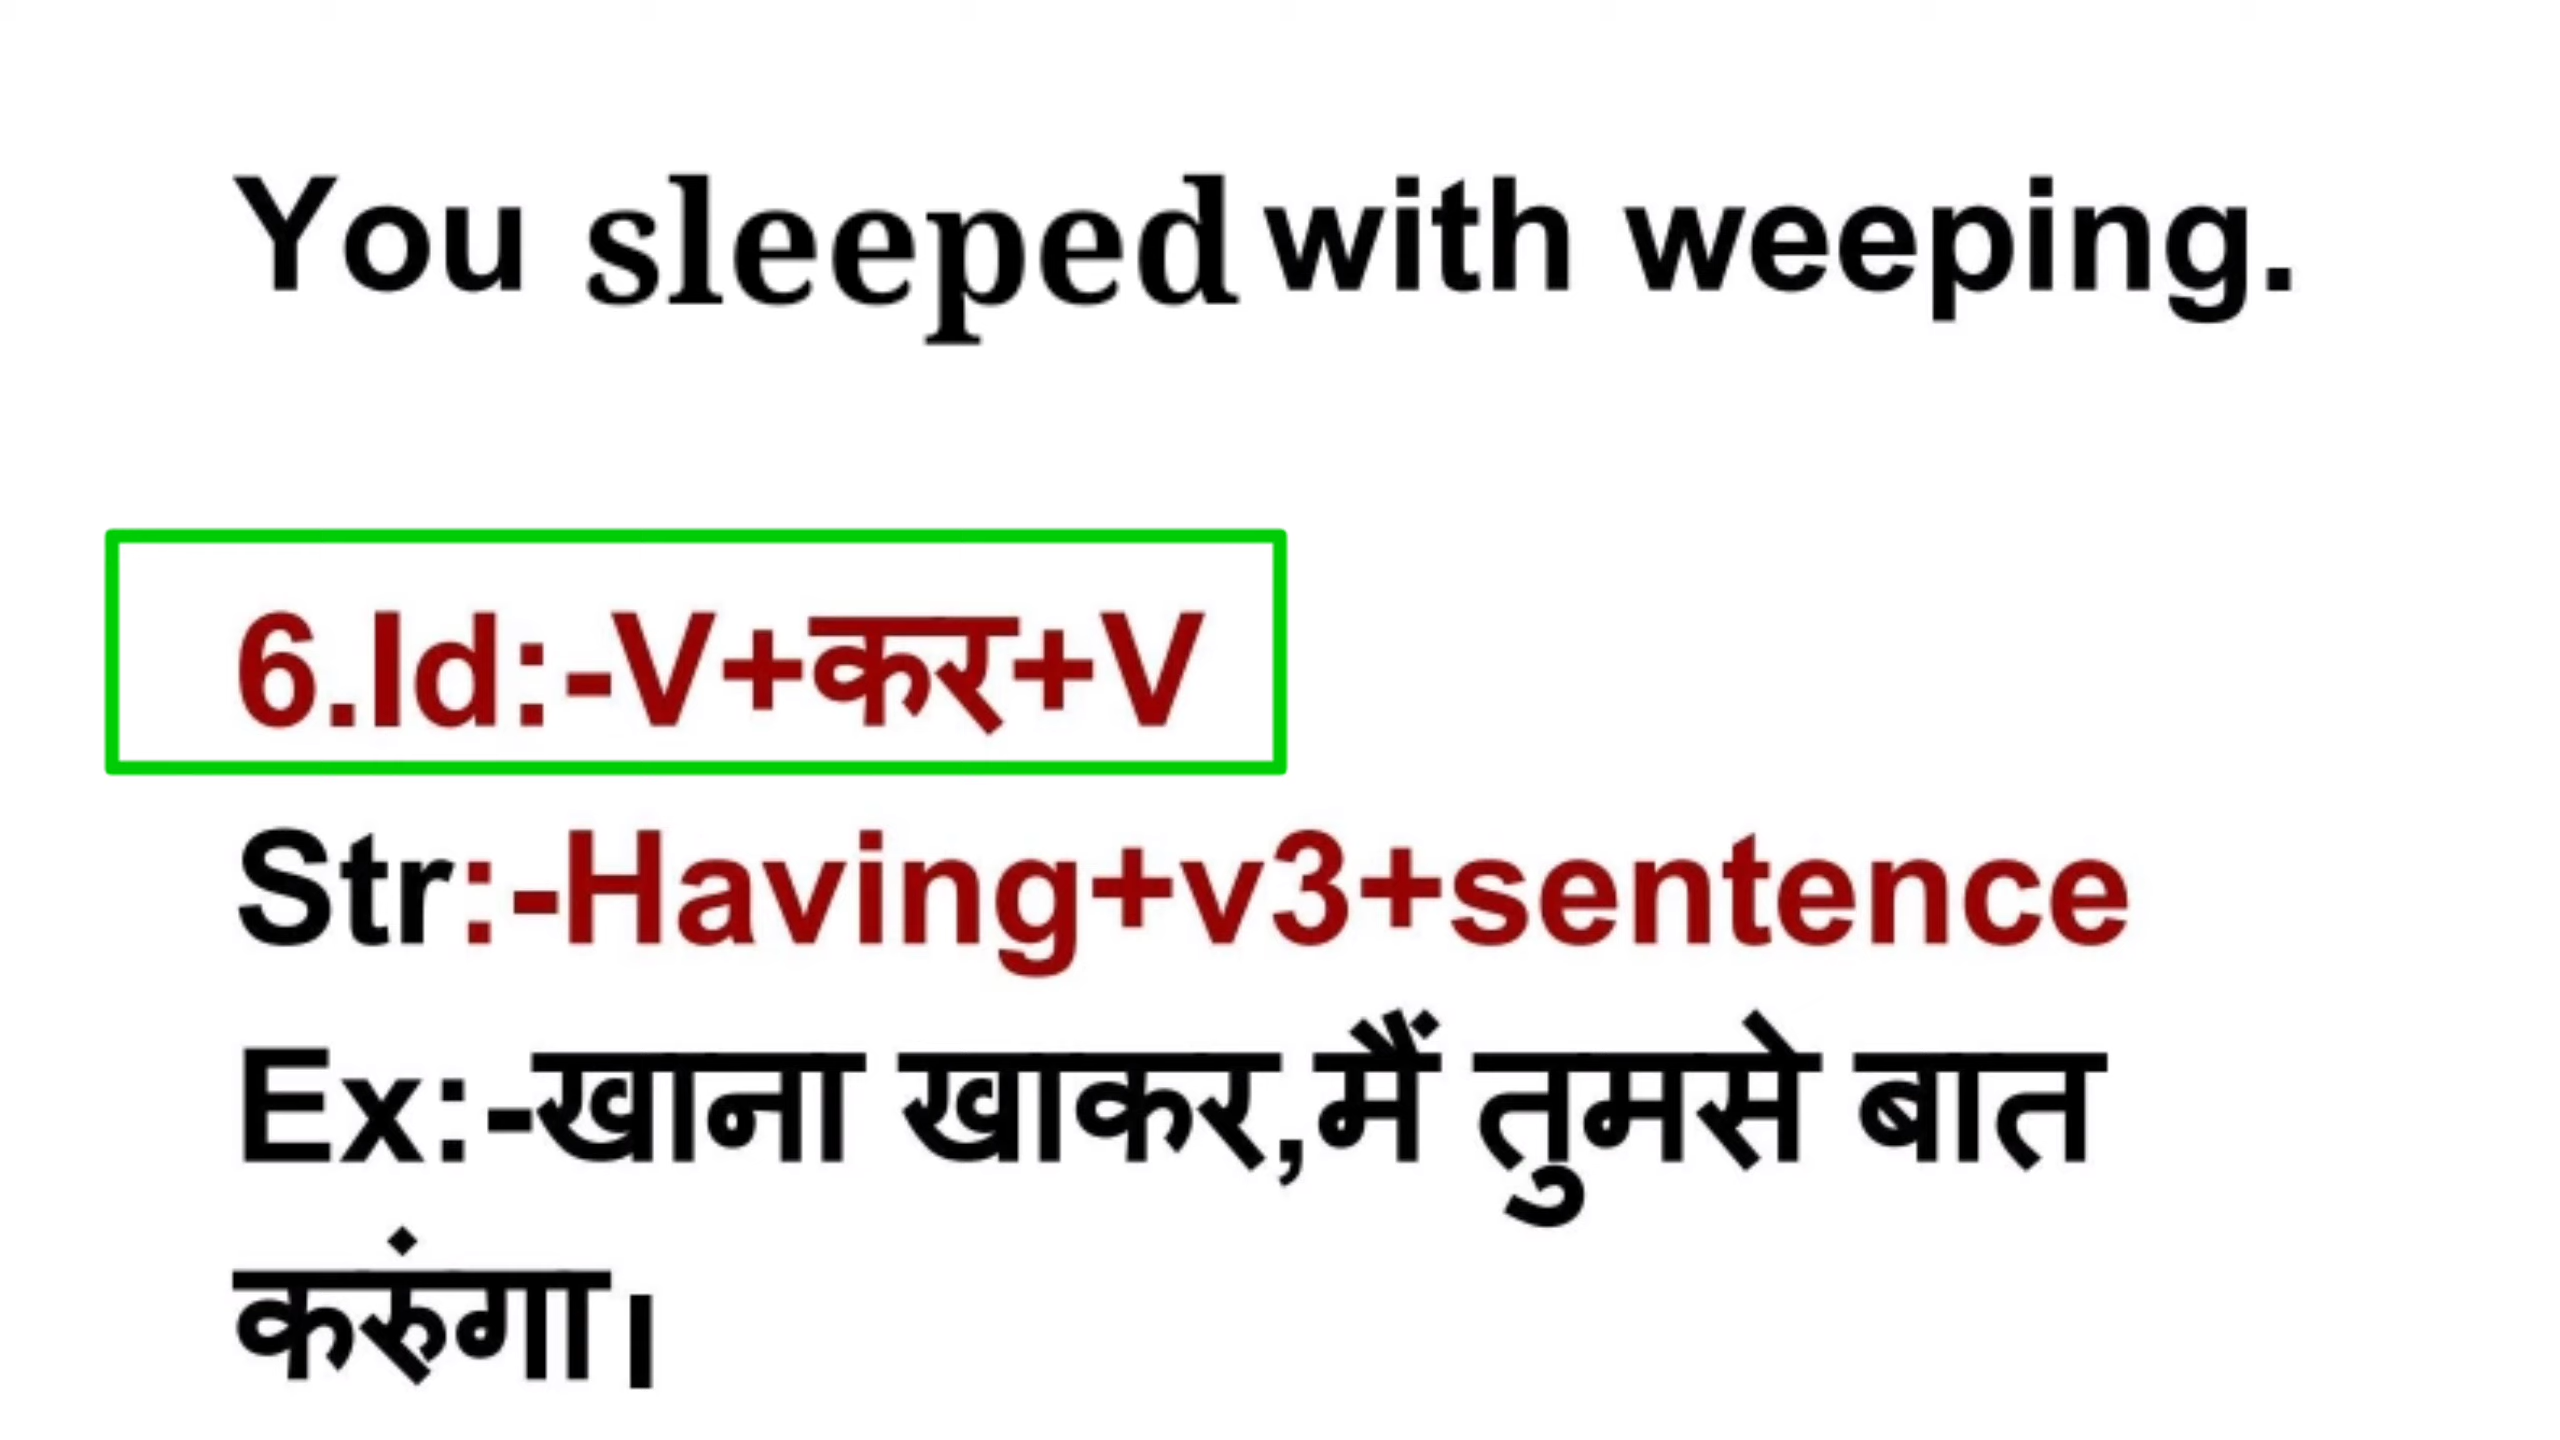 You sleeped with weeping.
6.Id:-V+कर+V
Str:-Having+v3+sentence
Ex:-खाना खाकर,मैं तुमसे बात
करुंगा।